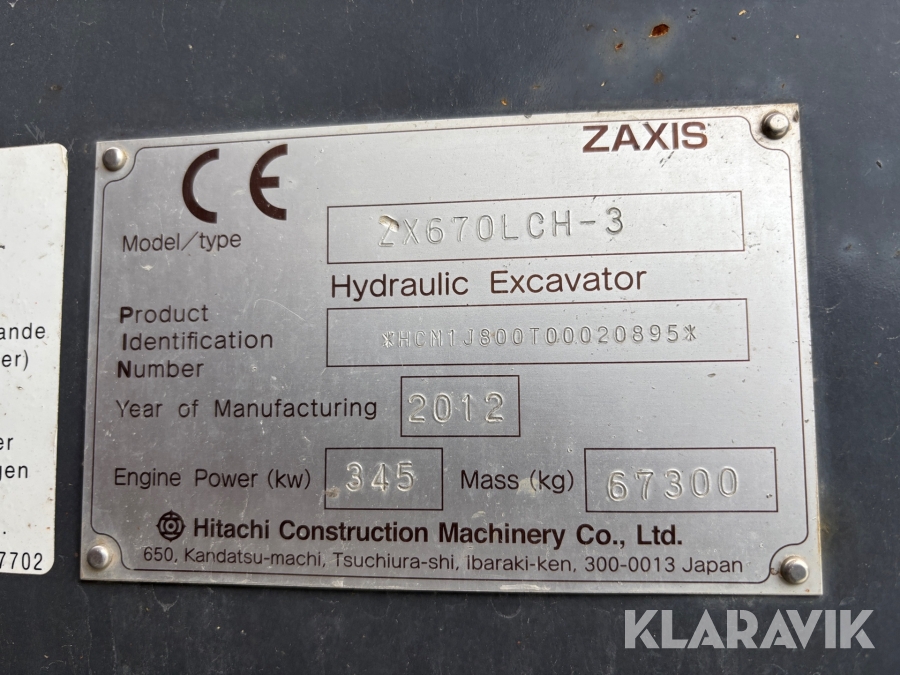 ZAXIS
CE
Model/type ZX670LCH-3
Hydraulic Excavator
Product
Identification *HCM1J800T00020895*
Number
Year of Manufacturing 2012
Engine Power (kw) 345 Mass (kg) 67300
Hitachi Construction Machinery Co., Ltd.
650, Kandatsu-machi, Tsuchiura-shi, Ibaraki-ken, 300-0013 Japan
7702
KLARAVIK